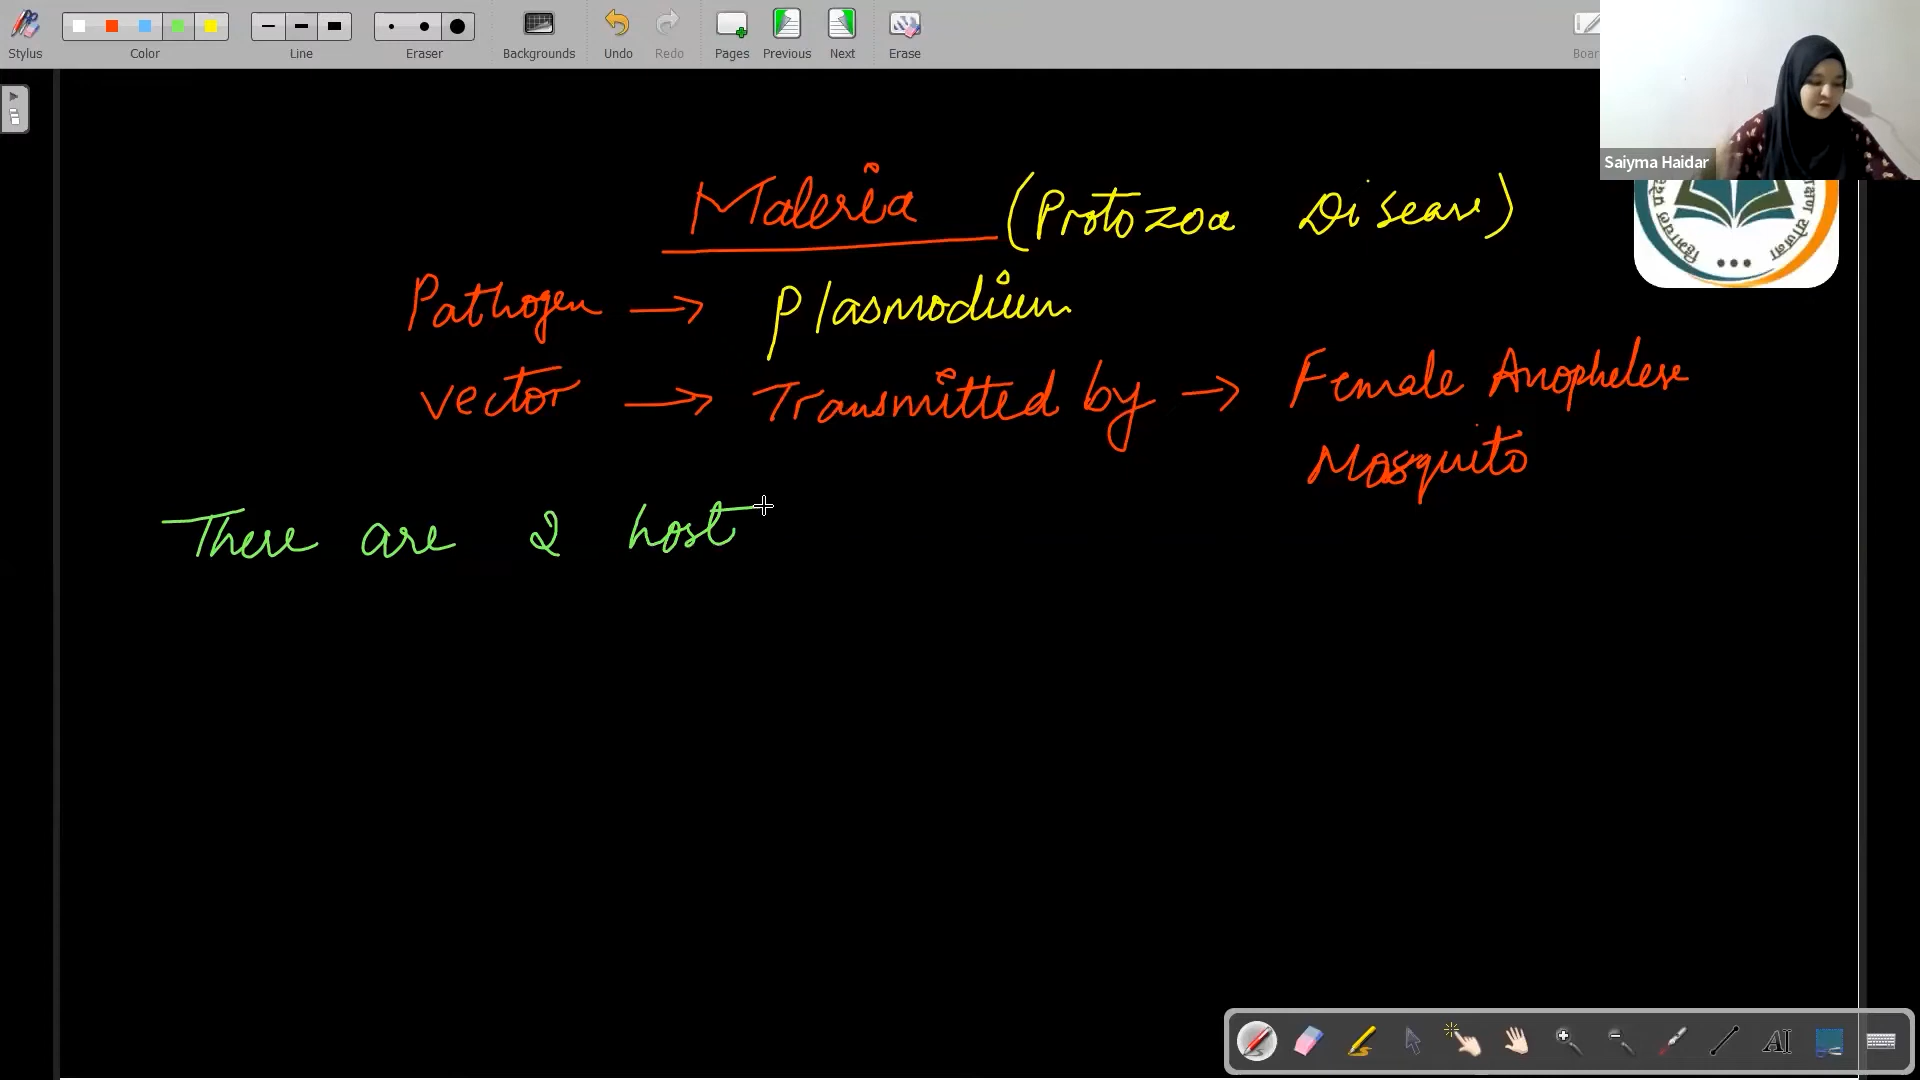 Stylus Color Line Eraser Backgrounds Undo Redo Pages Previous Next Erase
Saiyma Haidar
Maleria (Protozoa Disease)
Pathogen → Plasmodium
vector → Transmitted by → Female Anophelese
Mosquito
There are 2 host